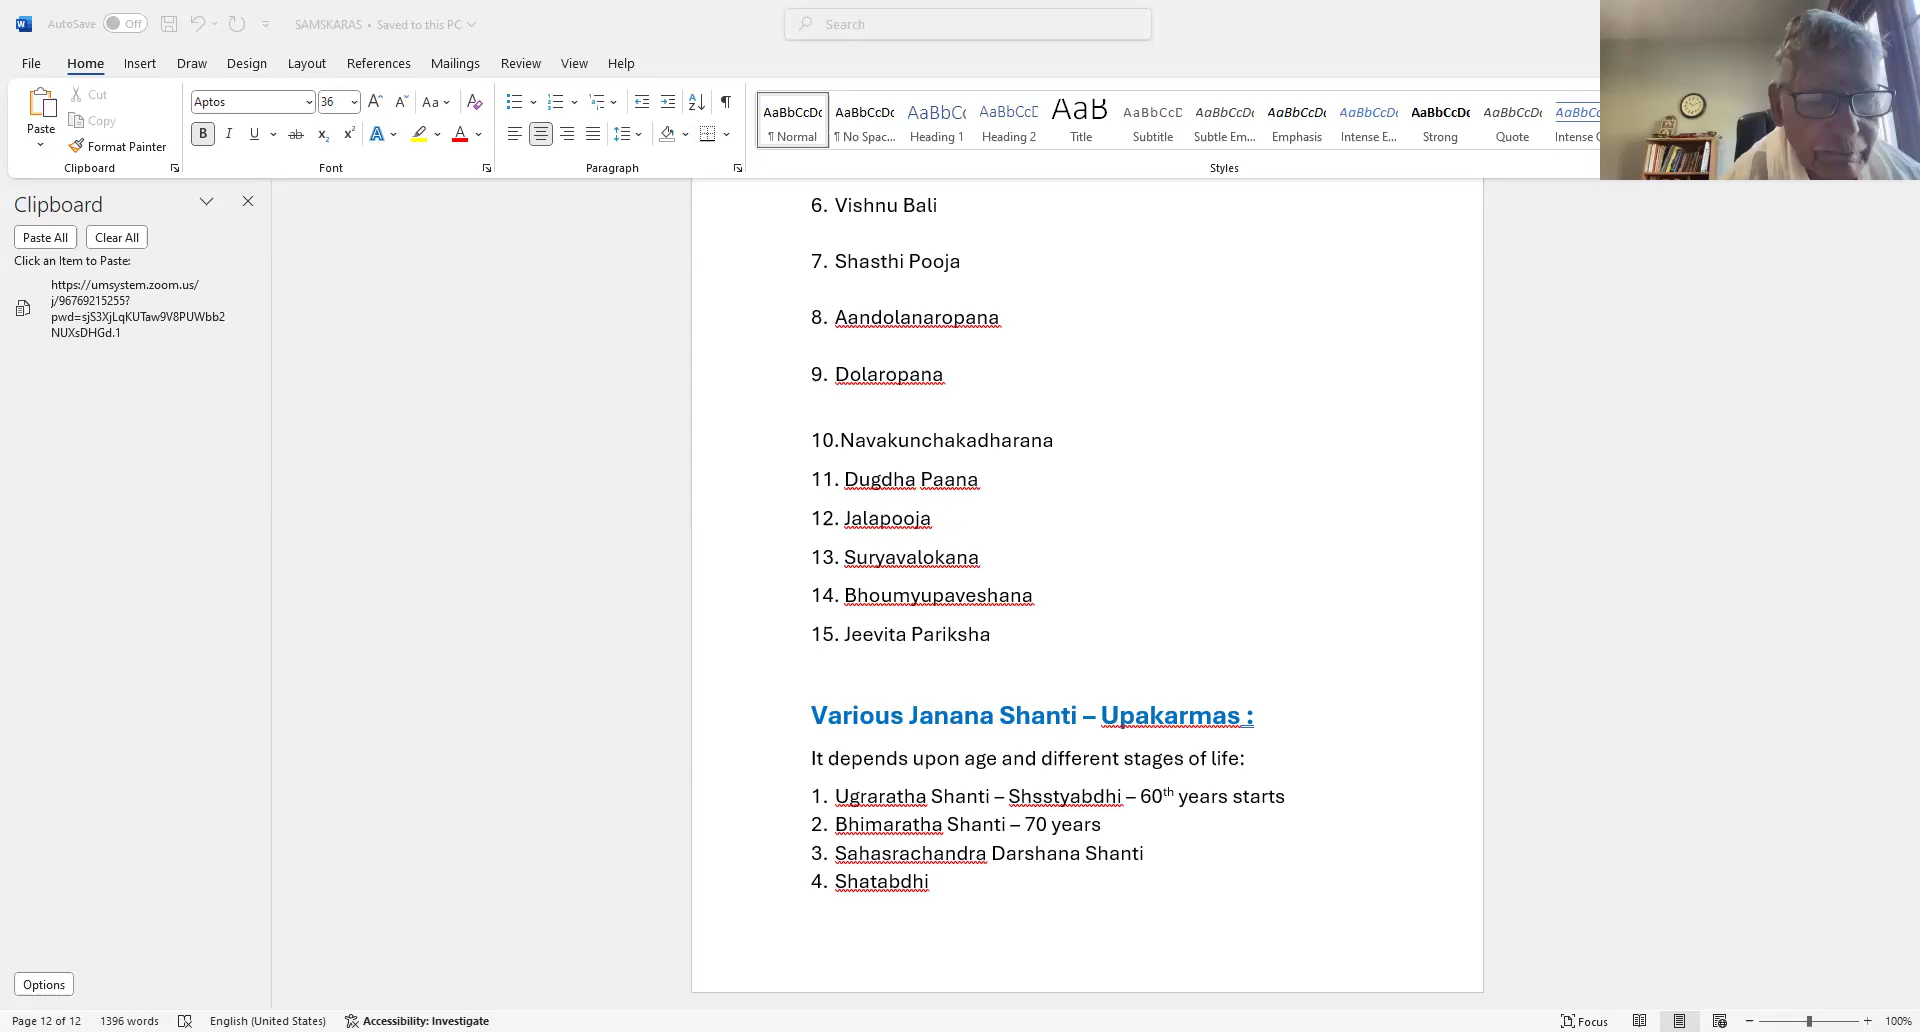 AutoSave Off SAMSKARAS • Saved to this PC Search
File Home Insert Draw Design Layout References Mailings Review View Help
Paste Cut Copy Format Painter
Aptos 36 Aa
B I U ab x₂ x² A A
AaBbCcDc AaBbCcDc AaBbC AaBbCcD AaB AaBbCcD AaBbCcDc AaBbCcDc AaBbCcDc AaBbCcDc AaBbCcDc AaBbCc
¶ Normal ¶ No Spac... Heading 1 Heading 2 Title Subtitle Subtle Em... Emphasis Intense E... Strong Quote Intense
Clipboard Font Paragraph Styles
Clipboard
Paste All Clear All
Click an Item to Paste:
https://umsystem.zoom.us/
j/96769215255?
pwd=sjS3XjLqKUTaw9V8PUWbb2
NUXsDHGd.1
6. Vishnu Bali
7. Shasthi Pooja
8. Aandolanaropana
9. Dolaropana
10.Navakunchakadharana
11. Dugdha Paana
12. Jalapooja
13. Suryavalokana
14. Bhoumyupaveshana
15. Jeevita Pariksha
Various Janana Shanti – Upakarmas :
It depends upon age and different stages of life:
1. Ugraratha Shanti – Shsstyabdhi – 60th years starts
2. Bhimaratha Shanti – 70 years
3. Sahasrachandra Darshana Shanti
4. Shatabdhi
Options
Page 12 of 12 1396 words English (United States) Accessibility: Investigate Focus 100%